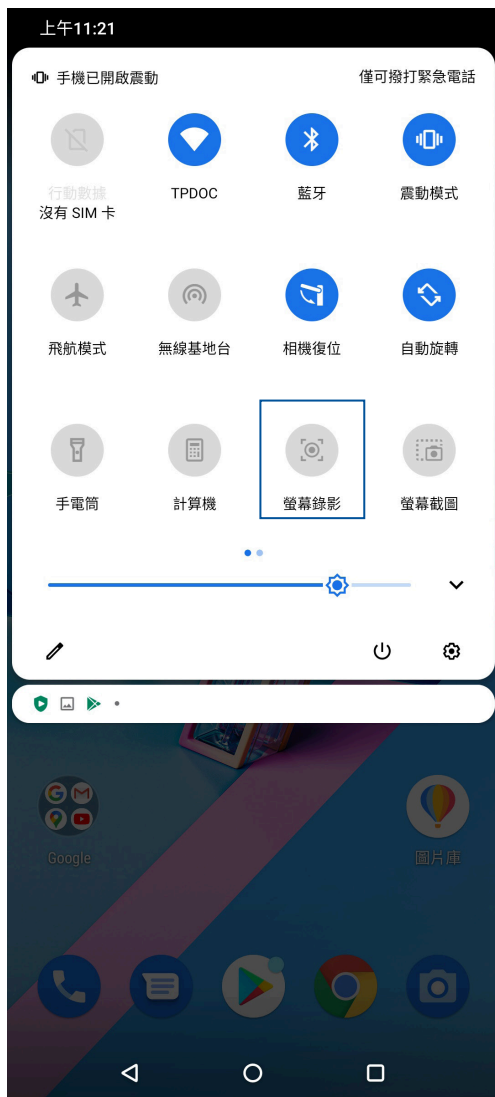 上午11:21
手機已開啟震動 僅可撥打緊急電話
行動數據 TPDOC 藍牙 震動模式
沒有 SIM 卡
飛航模式 無線基地台 相機復位 自動旋轉
手電筒 計算機 螢幕錄影 螢幕截圖
Google 圖片庫